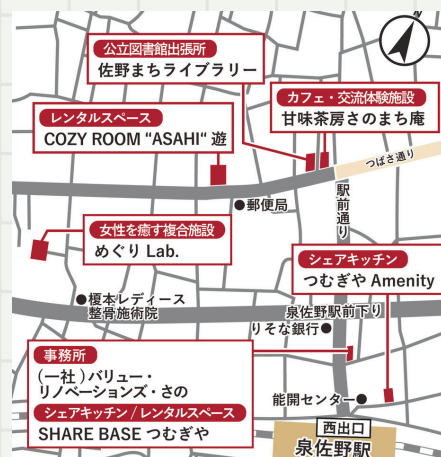 公立図書館出張所
佐野まちライブラリー
カフェ・交流体験施設
甘味茶房さのまち庵
レンタルスペース
COZY ROOM "ASAHI" 遊
つばさ通り
駅前通り
●郵便局
女性を癒す複合施設
めぐり Lab.
シェアキッチン
つむぎや Amenity
●榎本レディース
整骨施術院
泉佐野駅前下り
りそな銀行●
事務所
(一社)バリュー・
リノベーションズ・さの
シェアキッチン / レンタルスペース
SHARE BASE つむぎや
能開センター●
西出口
泉佐野駅